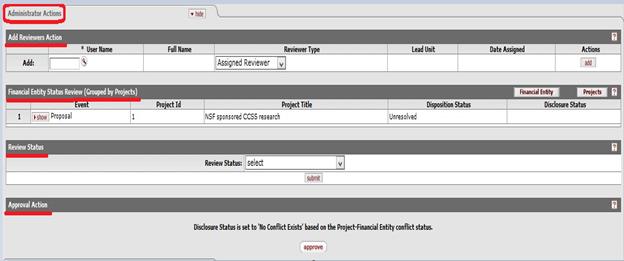 Administrator Actions
▾ hide
Add Reviewers Action ?
* User Name Full Name Reviewer Type Lead Unit Date Assigned Actions
Add: Assigned Reviewer add
Financial Entity Status Review (Grouped by Projects) Financial Entity Projects ?
Event Project Id Project Title Disposition Status Disclosure Status
1 ▸ show Proposal 1 NSF sponsored CCSS research Unresolved
Review Status ?
Review Status: select
submit
Approval Action ?
Disclosure Status is set to 'No Conflict Exists' based on the Project-Financial Entity conflict status.
approve